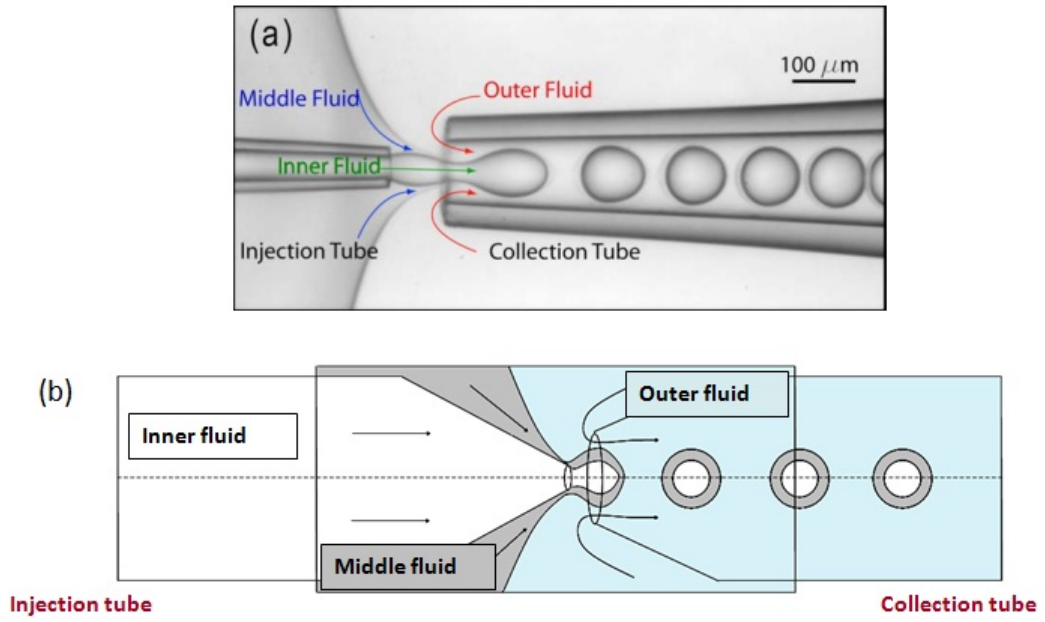 (a)
100 μm
Middle Fluid
Outer Fluid
Inner Fluid
Injection Tube
Collection Tube
(b)
Outer fluid
Inner fluid
Middle fluid
Injection tube
Collection tube